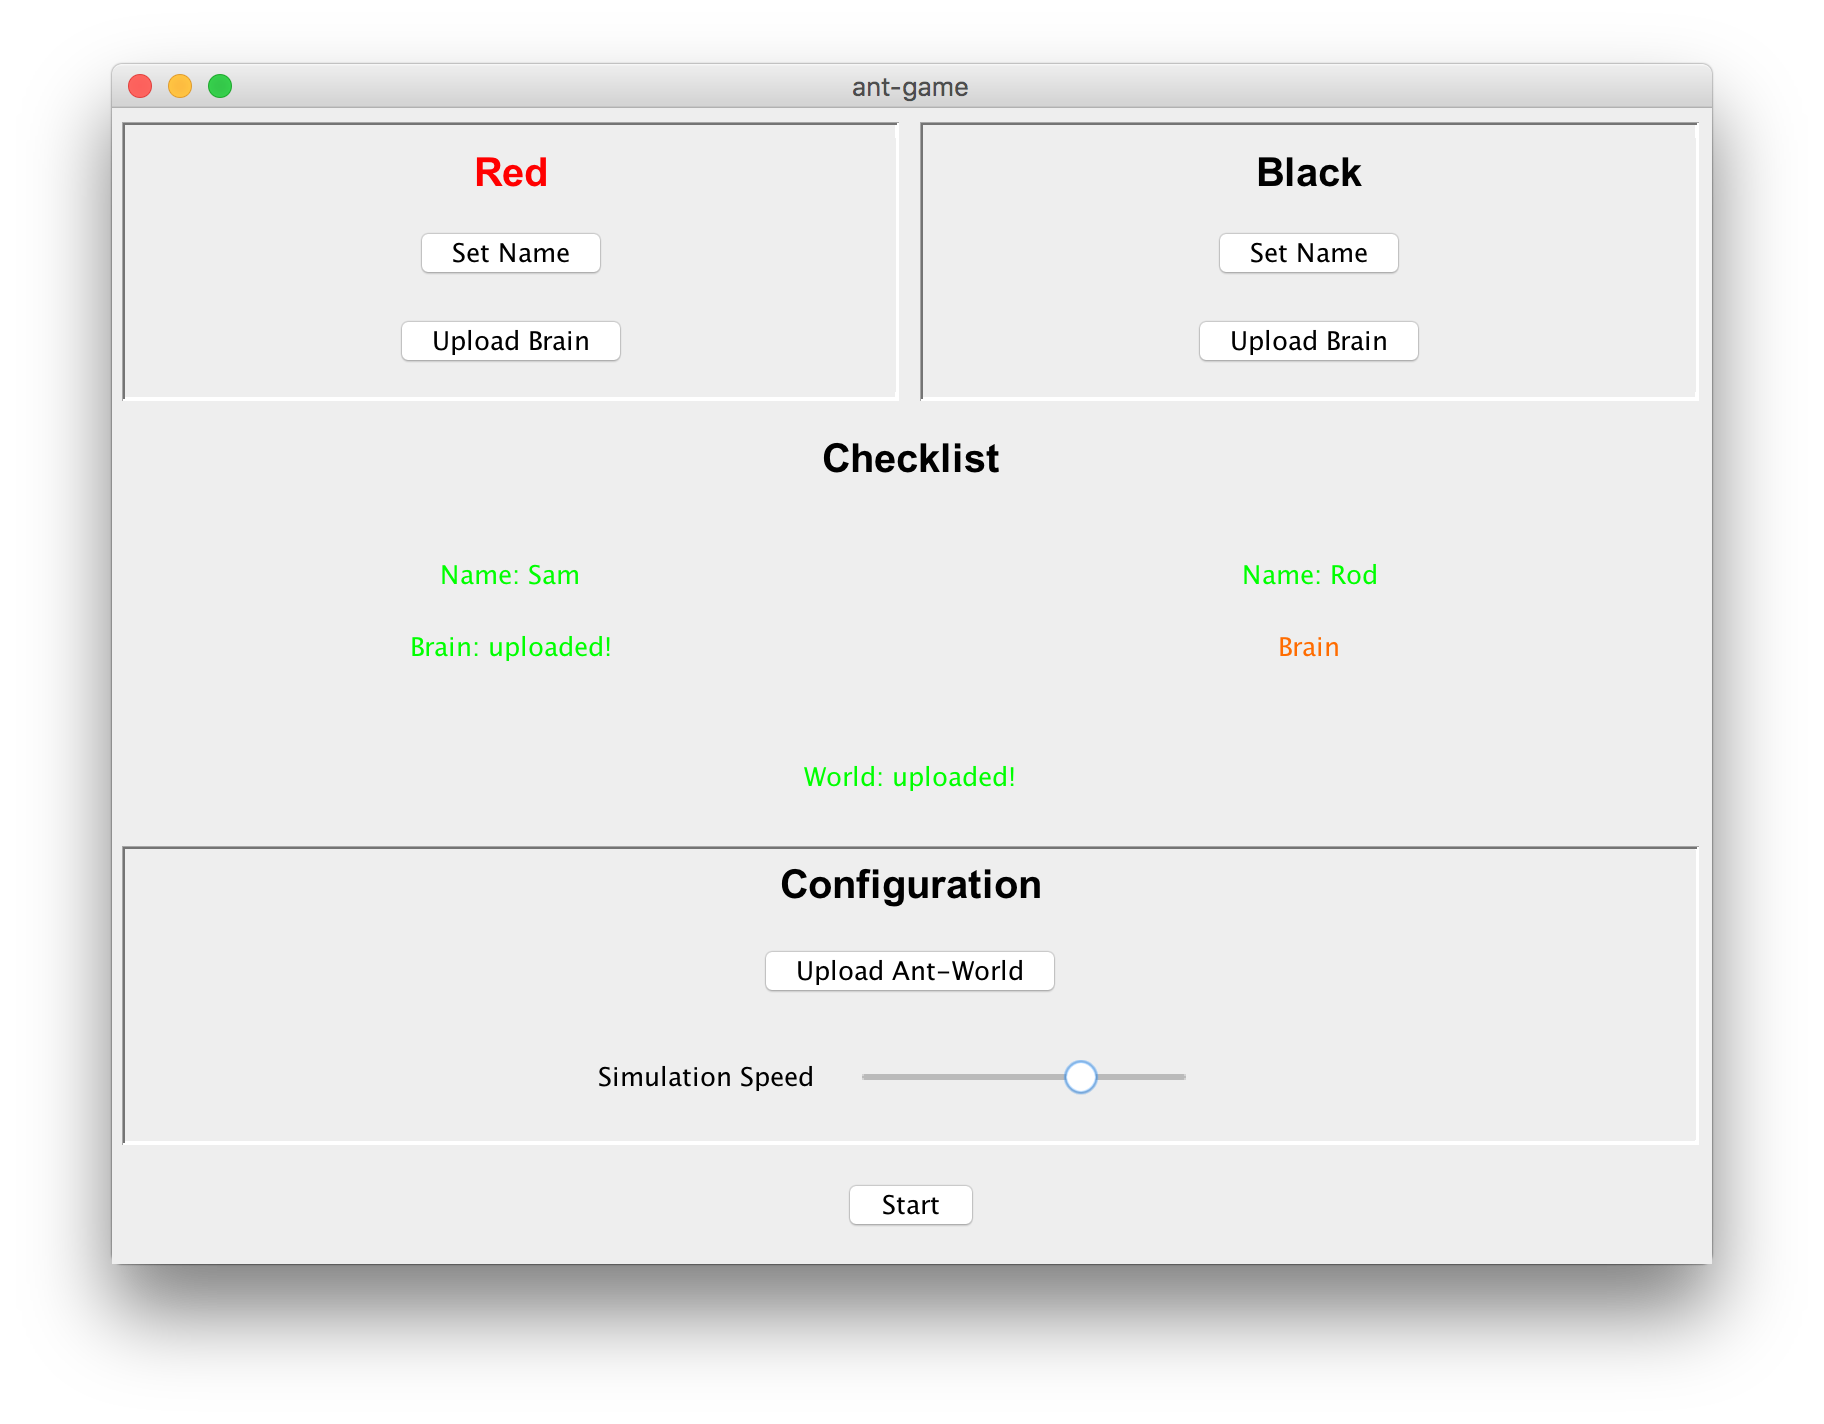 ant-game
Red
Black
Set Name
Set Name
Upload Brain
Upload Brain
Checklist
Name: Sam
Name: Rod
Brain: uploaded!
Brain
World: uploaded!
Configuration
Upload Ant-World
Simulation Speed
Start